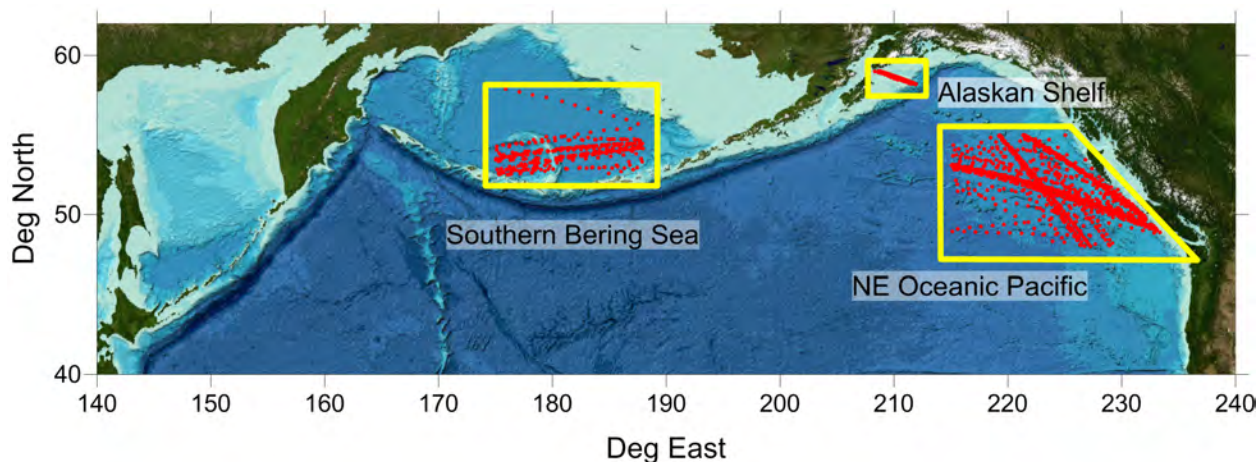 60
Alaskan Shelf
Deg North
50
Southern Bering Sea
NE Oceanic Pacific
40
140 150 160 170 180 190 200 210 220 230 240
Deg East